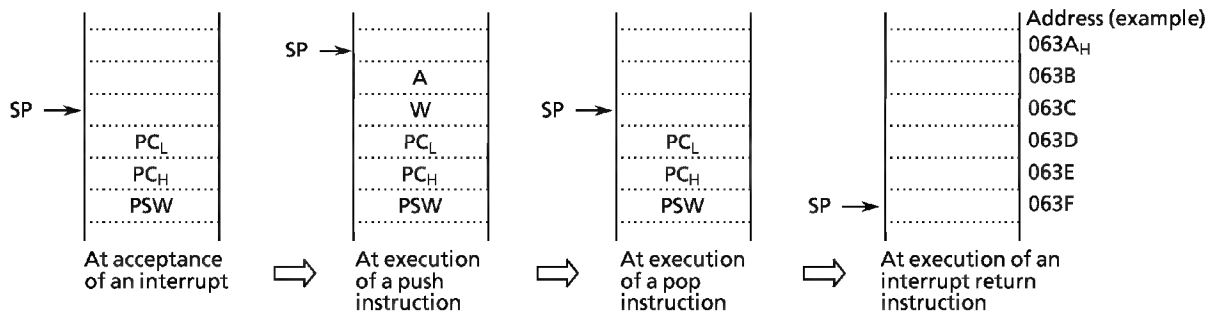 SP
PC_L
PC_H
PSW
At acceptance
of an interrupt
SP
A
W
PC_L
PC_H
PSW
At execution
of a push
instruction
SP
PC_L
PC_H
PSW
At execution
of a pop
instruction
SP
At execution of an
interrupt return
instruction
Address (example)
063A_H
063B
063C
063D
063E
063F